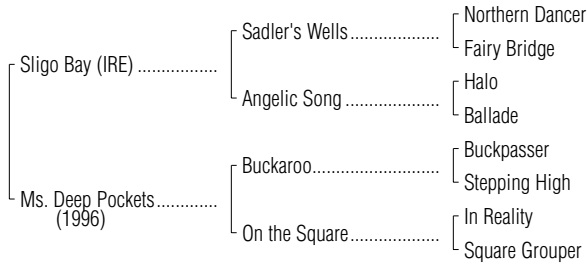 Northern Dancer
Sadler's Wells....................
Fairy Bridge
Sligo Bay (IRE) ................
Halo
Angelic Song .....................
Ballade
Buckpasser
Buckaroo............................
Stepping High
Ms. Deep Pockets.............
(1996)
In Reality
On the Square....................
Square Grouper